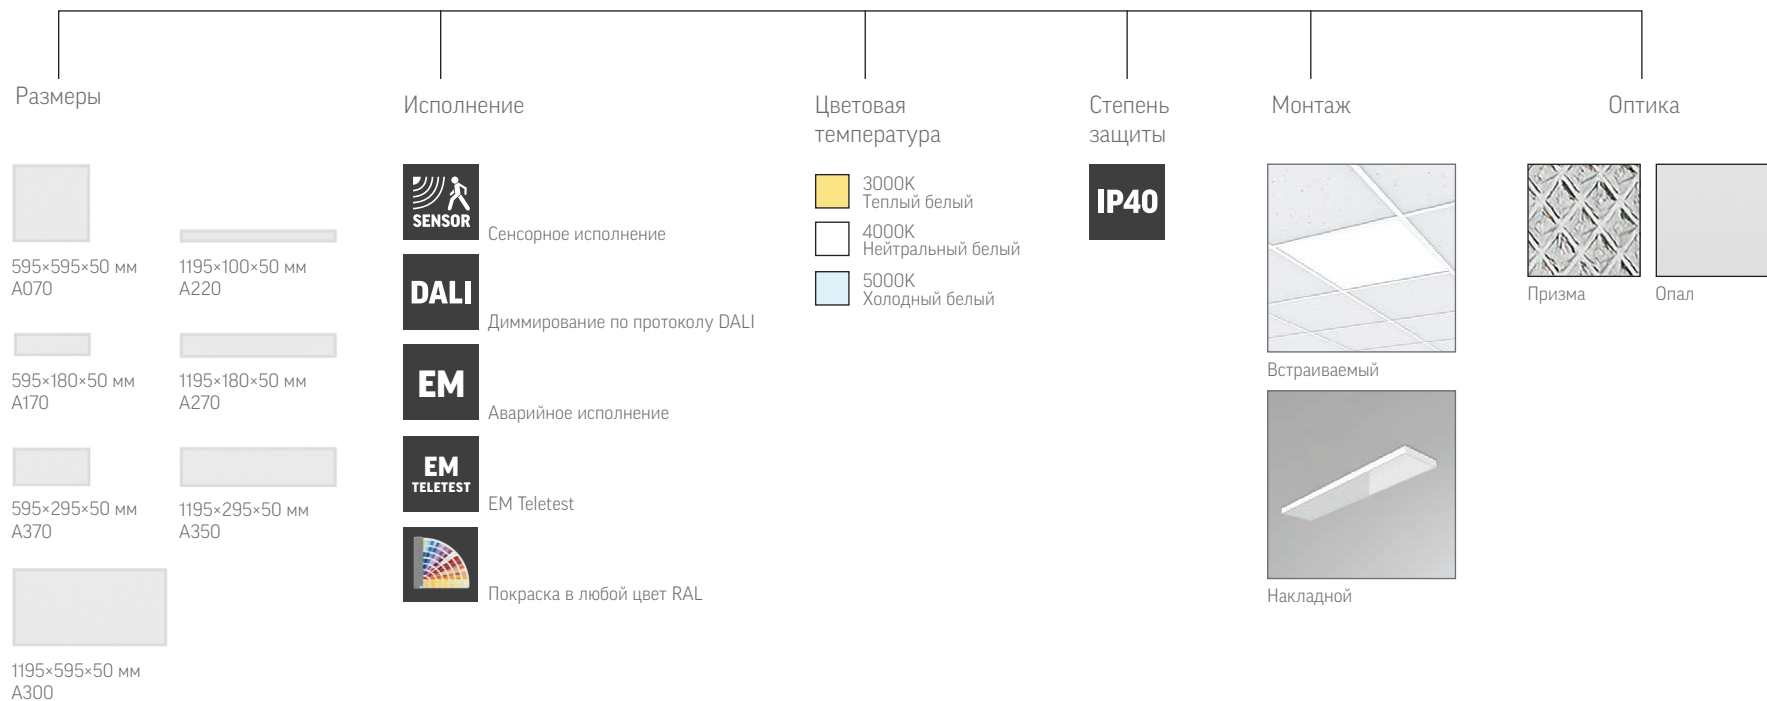 Размеры
595×595×50 мм
A070
1195×100×50 мм
A220
595×180×50 мм
A170
1195×180×50 мм
A270
595×295×50 мм
A370
1195×295×50 мм
A350
1195×595×50 мм
A300
Исполнение
SENSOR
Сенсорное исполнение
DALI
Диммирование по протоколу DALI
EM
Аварийное исполнение
EM
TELETEST
EM Teletest
Покраска в любой цвет RAL
Цветовая
температура
3000K
Теплый белый
4000K
Нейтральный белый
5000K
Холодный белый
Степень
защиты
IP40
Монтаж
Встраиваемый
Накладной
Оптика
Призма
Опал